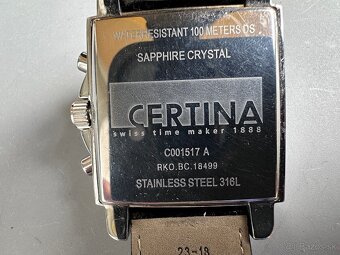 WATER RESISTANT 100 METERS DS
SAPPHIRE CRYSTAL
CERTINA
swiss time maker 1888
C001517 A
RKO.BC.18499
STAINLESS STEEL 316L
23-18